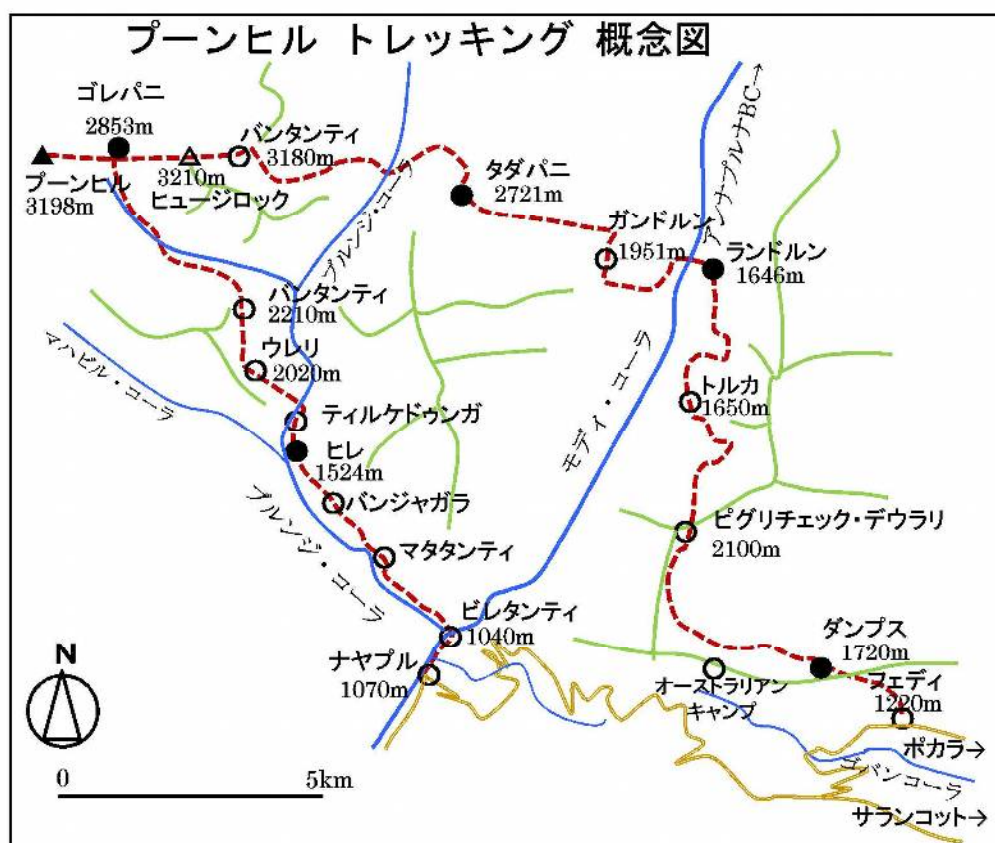 プーンヒル トレッキング 概念図
ゴレパニ
2853m
バンタンティ
3180m
プーンヒル
3198m
3210m
ヒュージロック
タダパニ
2721m
ガンドルン
1951m
アンナプルナBC→
ランドルン
1646m
ブルンジ・コーラ
バンタンティ
2210m
ウレリ
2020m
マハビル・コーラ
ティルケドゥンガ
ヒレ
1524m
バンジャガラ
マタタンティ
ブルンジ・コーラ
モディ・コーラ
トルカ
1650m
ピグリチェック・デウラリ
2100m
ビレタンティ
1040m
ナヤプル
1070m
ダンプス
1720m
オーストラリアン
キャンプ
フェディ
1220m
ポカラ→
ゴバンコーラ
サランコット→
N
0 5km